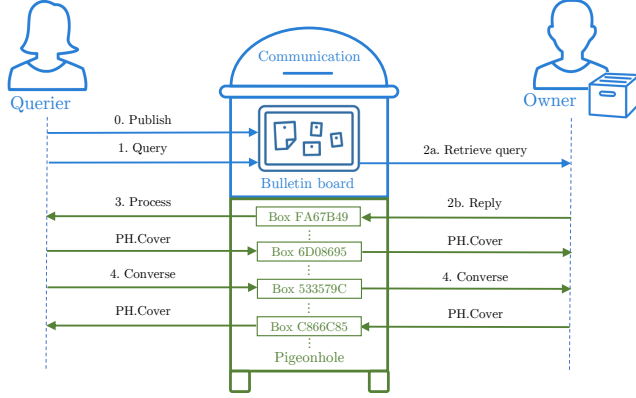 Communication
Querier
Owner
0. Publish
1. Query
2a. Retrieve query
Bulletin board
3. Process
Box FA67B49
2b. Reply
PH.Cover
Box 6D08695
PH.Cover
4. Converse
Box 533579C
4. Converse
PH.Cover
Box C866C85
PH.Cover
Pigeonhole